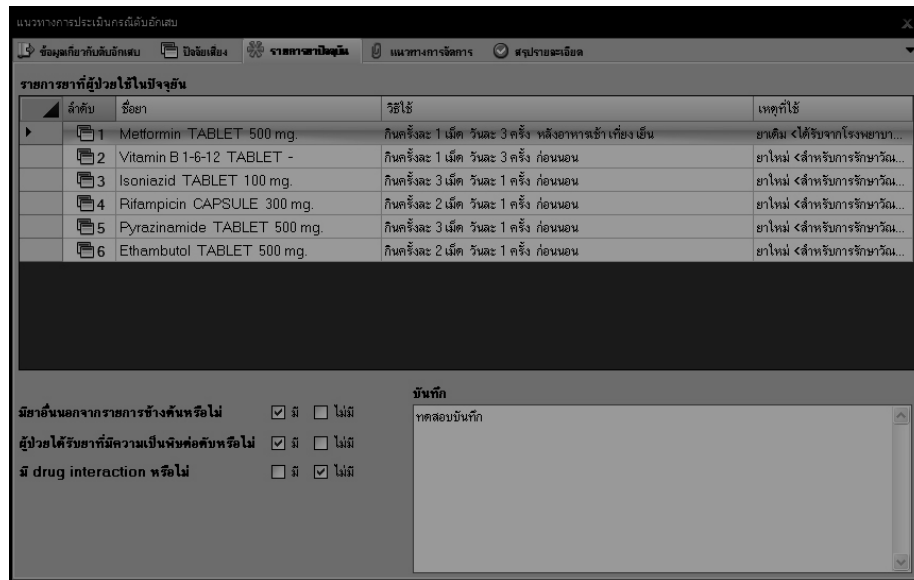 แนวทางการประเมินกรณีตับอักเสบ x
ข้อมูลเกี่ยวกับตับอักเสบ ปัจจัยเสี่ยง รายการยาปัจจุบัน แนวทางการจัดการ สรุปรายละเอียด
รายการยาที่ผู้ป่วยใช้ในปัจจุบัน
ลำดับ ชื่อยา วิธีใช้ เหตุที่ใช้
1 Metformin TABLET 500 mg. กินครั้งละ 1 เม็ด วันละ 3 ครั้ง หลังอาหารเช้า เที่ยง เย็น ยาเดิม <ได้รับจากโรงพยาบา...
2 Vitamin B 1-6-12 TABLET - กินครั้งละ 1 เม็ด วันละ 3 ครั้ง ก่อนนอน ยาใหม่ <สำหรับการรักษาวัณ...
3 Isoniazid TABLET 100 mg. กินครั้งละ 3 เม็ด วันละ 1 ครั้ง ก่อนนอน ยาใหม่ <สำหรับการรักษาวัณ...
4 Rifampicin CAPSULE 300 mg. กินครั้งละ 2 เม็ด วันละ 1 ครั้ง ก่อนนอน ยาใหม่ <สำหรับการรักษาวัณ...
5 Pyrazinamide TABLET 500 mg. กินครั้งละ 3 เม็ด วันละ 1 ครั้ง ก่อนนอน ยาใหม่ <สำหรับการรักษาวัณ...
6 Ethambutol TABLET 500 mg. กินครั้งละ 2 เม็ด วันละ 1 ครั้ง ก่อนนอน ยาใหม่ <สำหรับการรักษาวัณ...
มียาอื่นนอกจากรายการข้างต้นหรือไม่ มี ไม่มี
ผู้ป่วยได้รับยาที่มีความเป็นพิษต่อตับหรือไม่ มี ไม่มี
มี drug interaction หรือไม่ มี ไม่มี
บันทึก
ทดสอบบันทึก